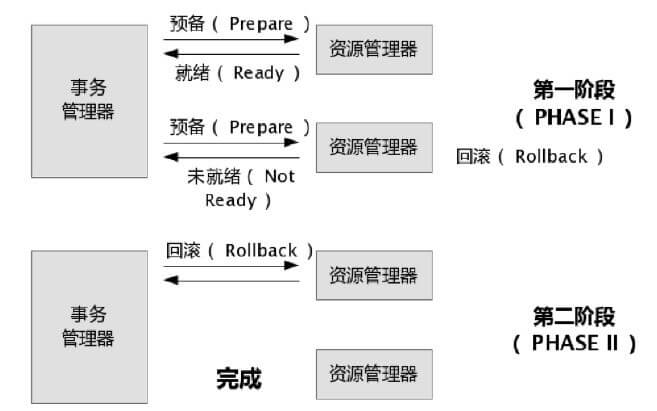 预备( Prepare )
资源管理器
就绪( Ready )
事务
管理器
第一阶段
( PHASE I )
预备( Prepare )
资源管理器
回滚( Rollback )
未就绪( Not
Ready )
回滚( Rollback )
资源管理器
事务
管理器
第二阶段
( PHASE II )
完成
资源管理器